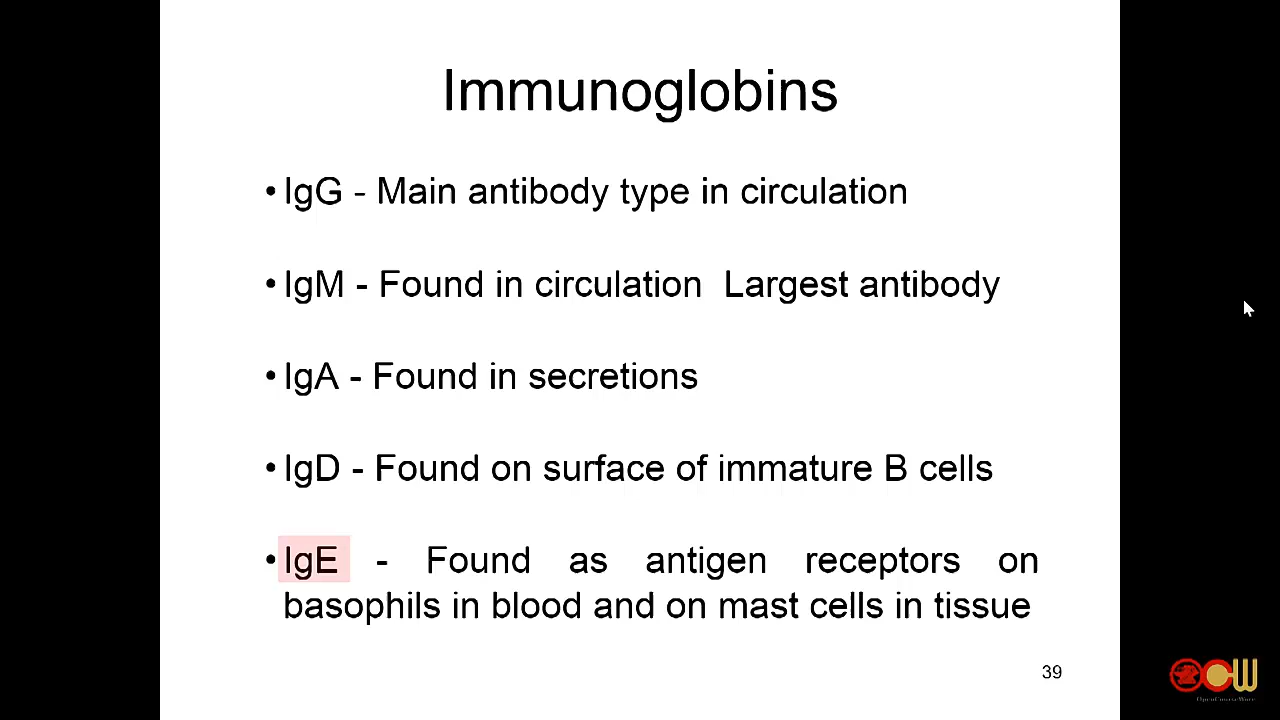 Immunoglobins
• IgG - Main antibody type in circulation
• IgM - Found in circulation  Largest antibody
• IgA - Found in secretions
• IgD - Found on surface of immature B cells
• IgE - Found as antigen receptors on
basophils in blood and on mast cells in tissue
39
OpenCourseWare